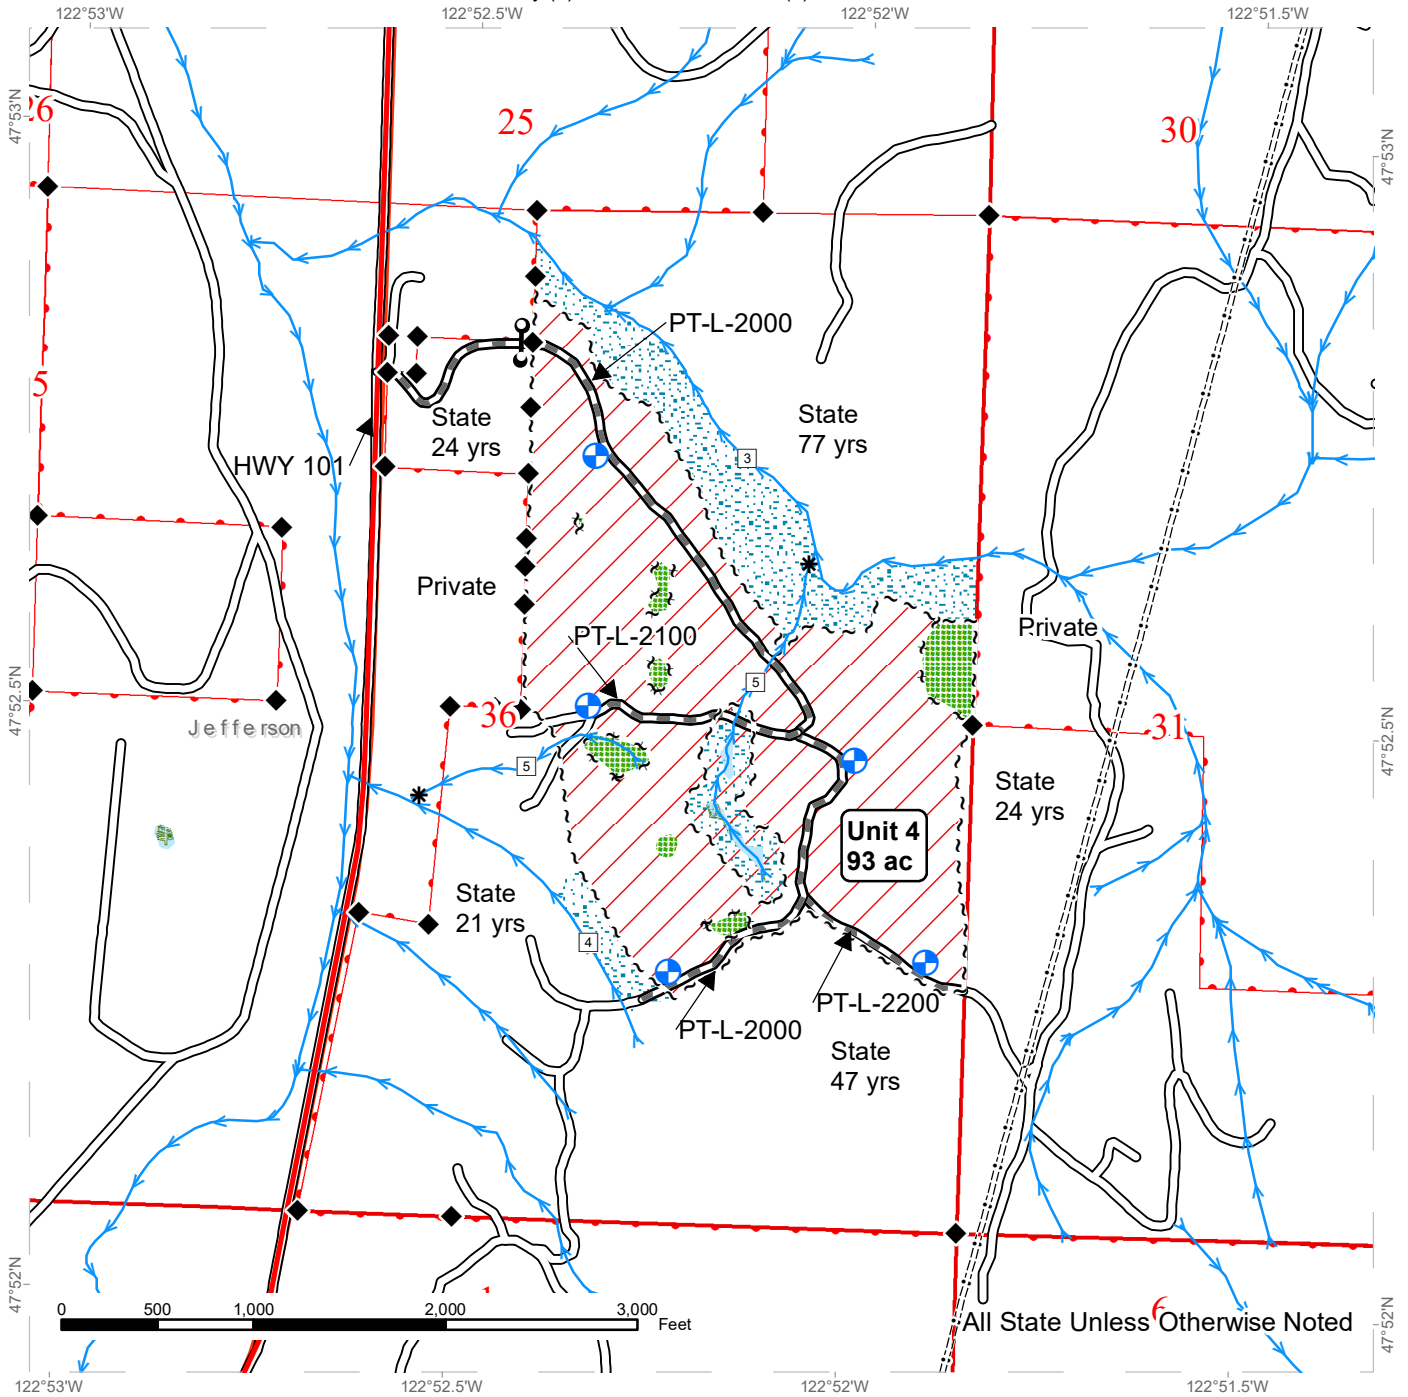 122°53'W
122°52.5'W
122°52'W
122°51.5'W
47°53'N
26
25
30
47°53'N
PT-L-2000
5
State
24 yrs
State
77 yrs
HWY 101
3
Private
PT-L-2100
Private
5
47°52.5'N
36
31
47°52.5'N
Jefferson
5
State
24 yrs
Unit 4
93 ac
State
21 yrs
4
PT-L-2200
PT-L-2000
State
47 yrs
47°52'N
0
500
1,000
2,000
3,000
Feet
6
All State Unless Otherwise Noted
47°52'N
122°53'W
122°52.5'W
122°52'W
122°51.5'W